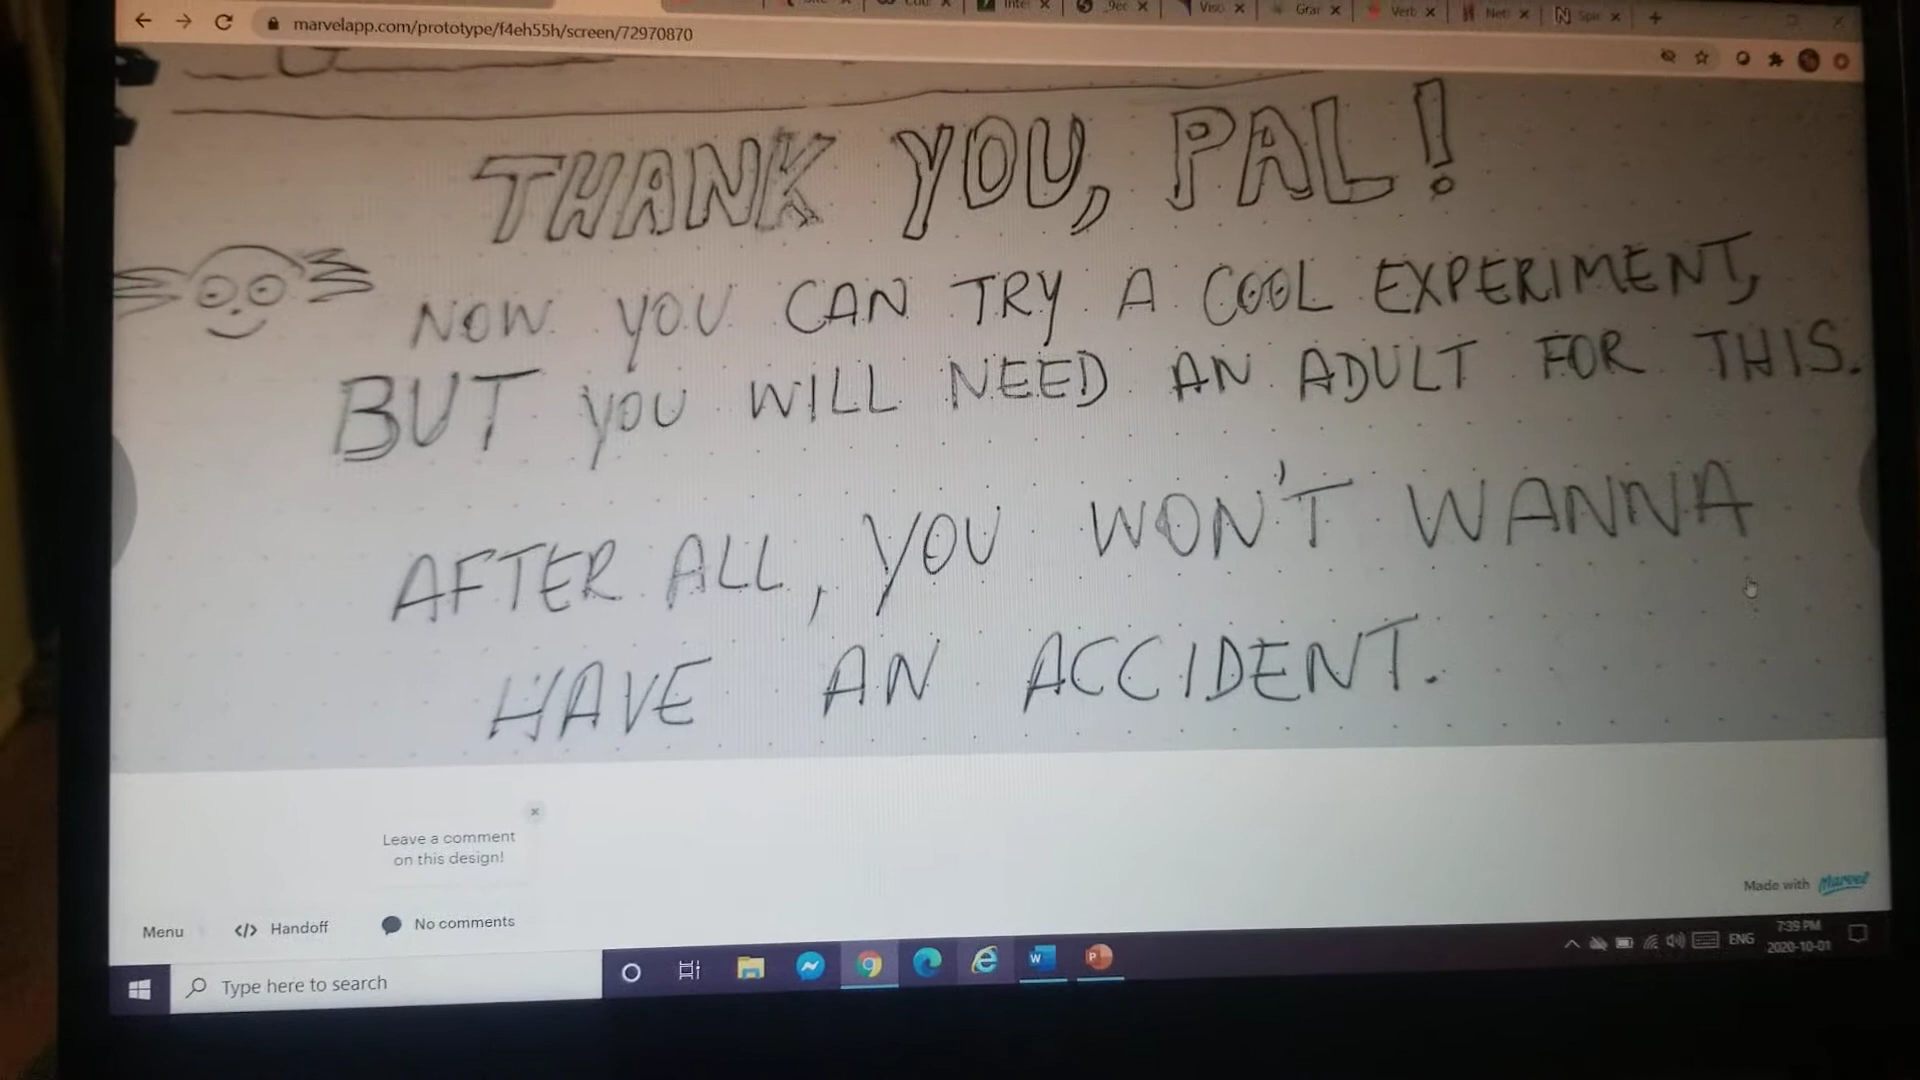 marvelapp.com/prototype/f4eh55h/screen/72970870
THANK YOU, PAL!
NOW YOU CAN TRY A COOL EXPERIMENT,
BUT YOU WILL NEED AN ADULT FOR THIS.
AFTER ALL, YOU WON'T WANNA
HAVE AN ACCIDENT.
Leave a comment
on this design!
Made with Marvel
Menu </> Handoff No comments
Type here to search
ENG
7:39 PM
2020-10-01